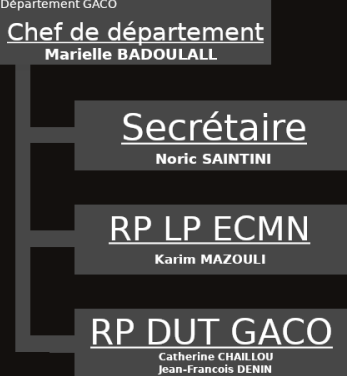 Département GACO
Chef de département
Marielle BADOULALL
Secrétaire
Noric SAINTINI
RP LP ECMN
Karim MAZOULI
RP DUT GACO
Catherine CHAILLOU
Jean-Francois DENIN